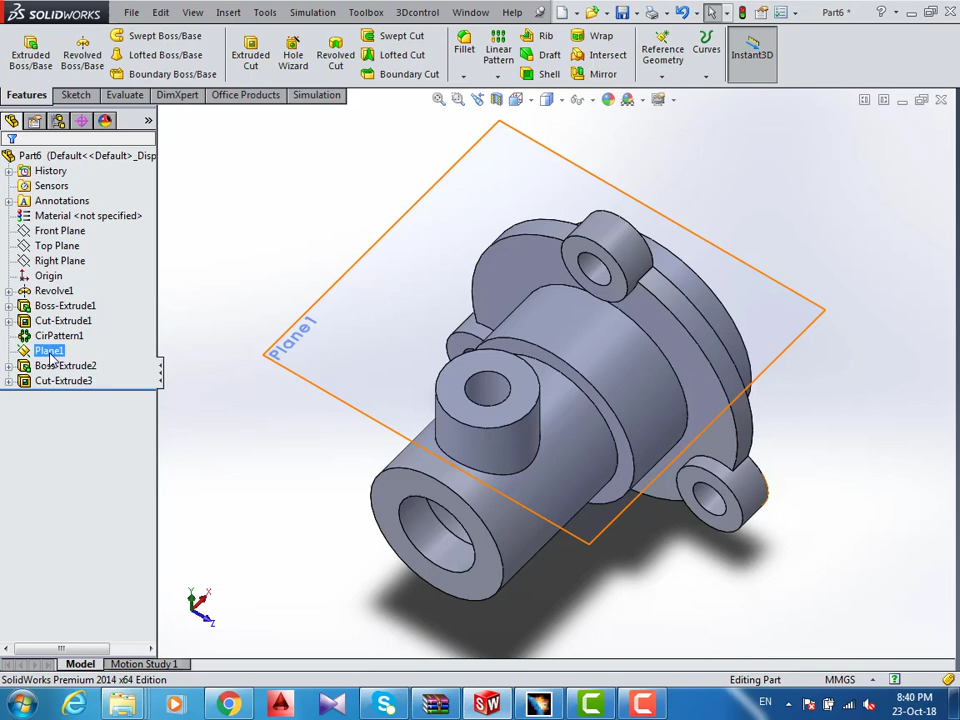 SOLIDWORKS File Edit View Insert Tools Simulation 3Dcontrol Window Help Part6 *
Extruded Boss/Base
Revolved Boss/Base
Swept Boss/Base
Lofted Boss/Base
Boundary Boss/Base
Extruded Cut
Hole Wizard
Revolved Cut
Swept Cut
Lofted Cut
Boundary Cut
Fillet
Linear Pattern
Rib
Draft
Shell
Wrap
Intersect
Mirror
Reference Geometry
Curves
Instant3D
Features Sketch Evaluate DimXpert Office Products Simulation
Part6 (Default<<Default>_Disp
History
Sensors
Annotations
Material <not specified>
Front Plane
Top Plane
Right Plane
Origin
Revolve1
Boss-Extrude1
Cut-Extrude1
CirPattern1
Plane1
Boss-Extrude2
Cut-Extrude3
Plane1
Y
X
Z
Model Motion Study 1
SolidWorks Premium 2014 x64 Edition Editing Part MMGS
EN
8:40 PM
23-Oct-18